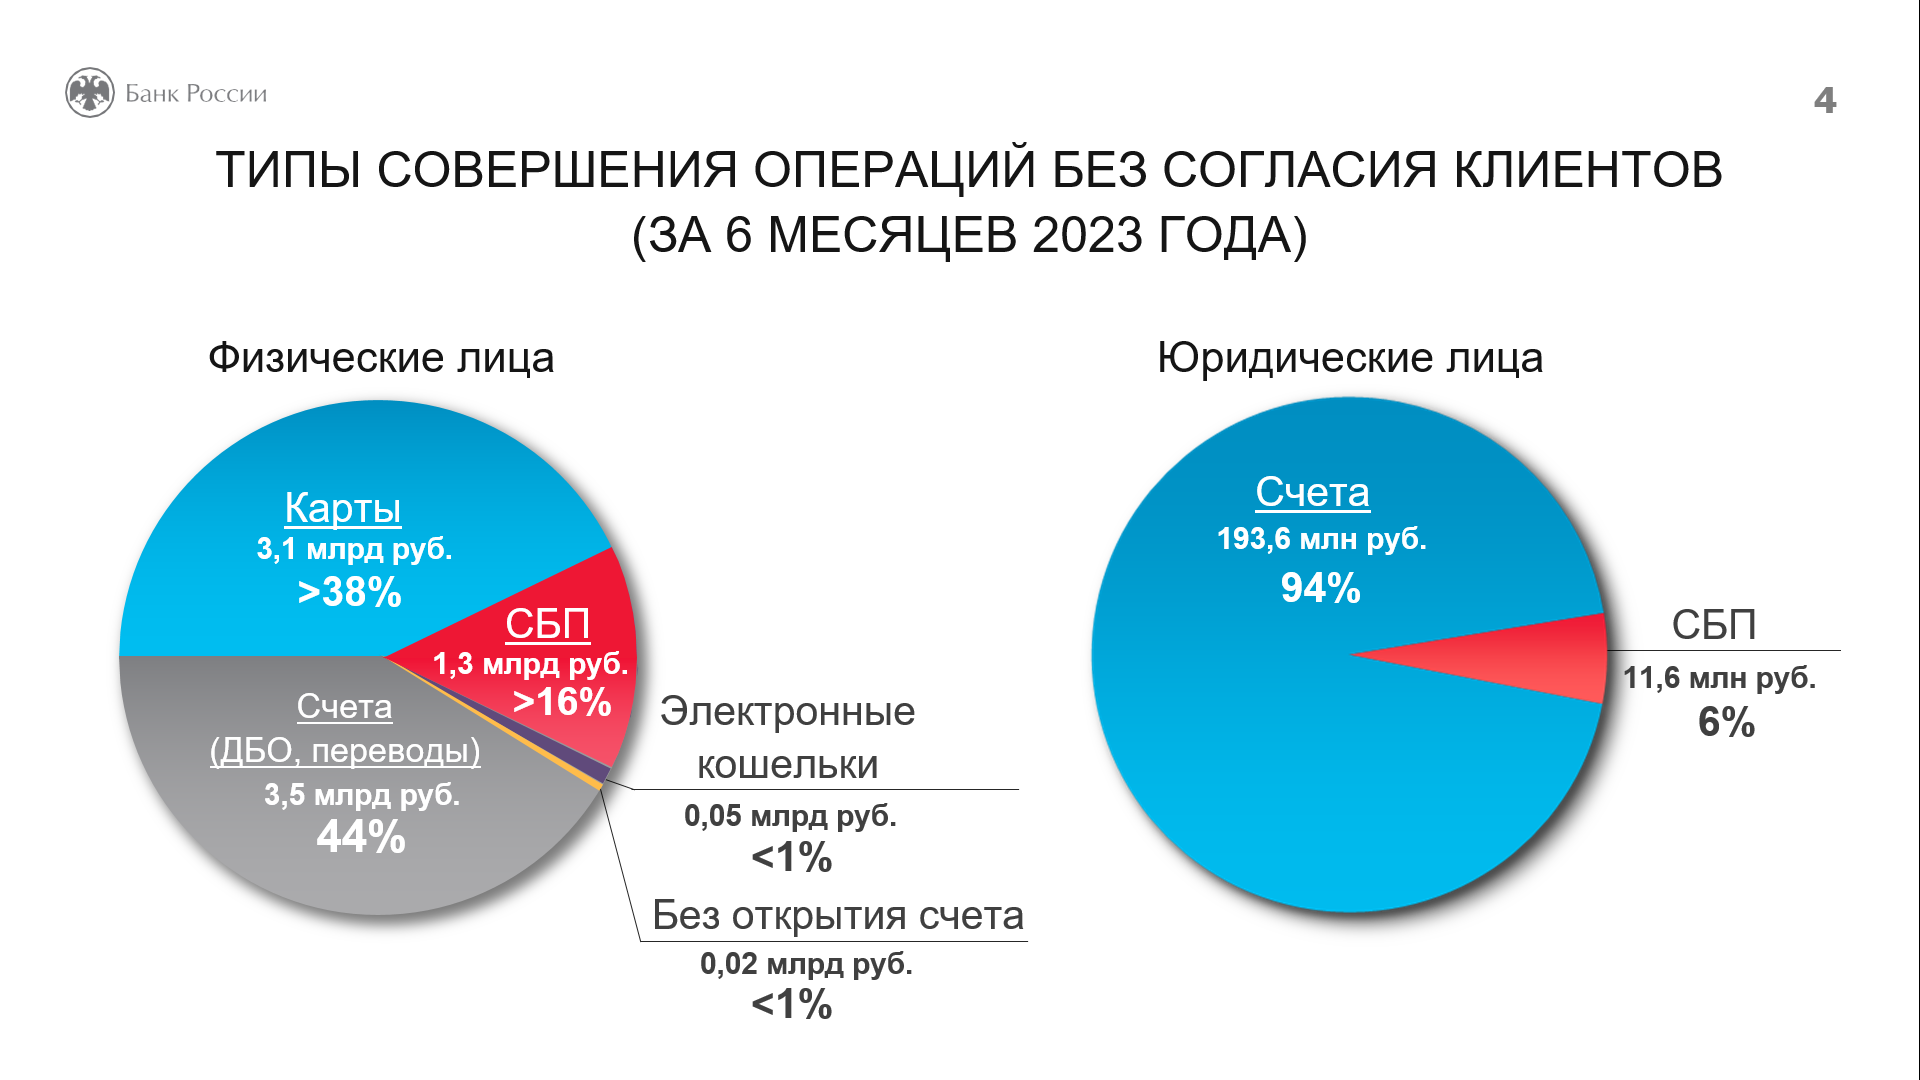 Банк России
4
ТИПЫ СОВЕРШЕНИЯ ОПЕРАЦИЙ БЕЗ СОГЛАСИЯ КЛИЕНТОВ
(ЗА 6 МЕСЯЦЕВ 2023 ГОДА)
Физические лица
Карты
3,1 млрд руб.
>38%
СБП
1,3 млрд руб.
>16%
Счета
(ДБО, переводы)
3,5 млрд руб.
44%
Электронные
кошельки
0,05 млрд руб.
<1%
Без открытия счета
0,02 млрд руб.
<1%
Юридические лица
Счета
193,6 млн руб.
94%
СБП
11,6 млн руб.
6%